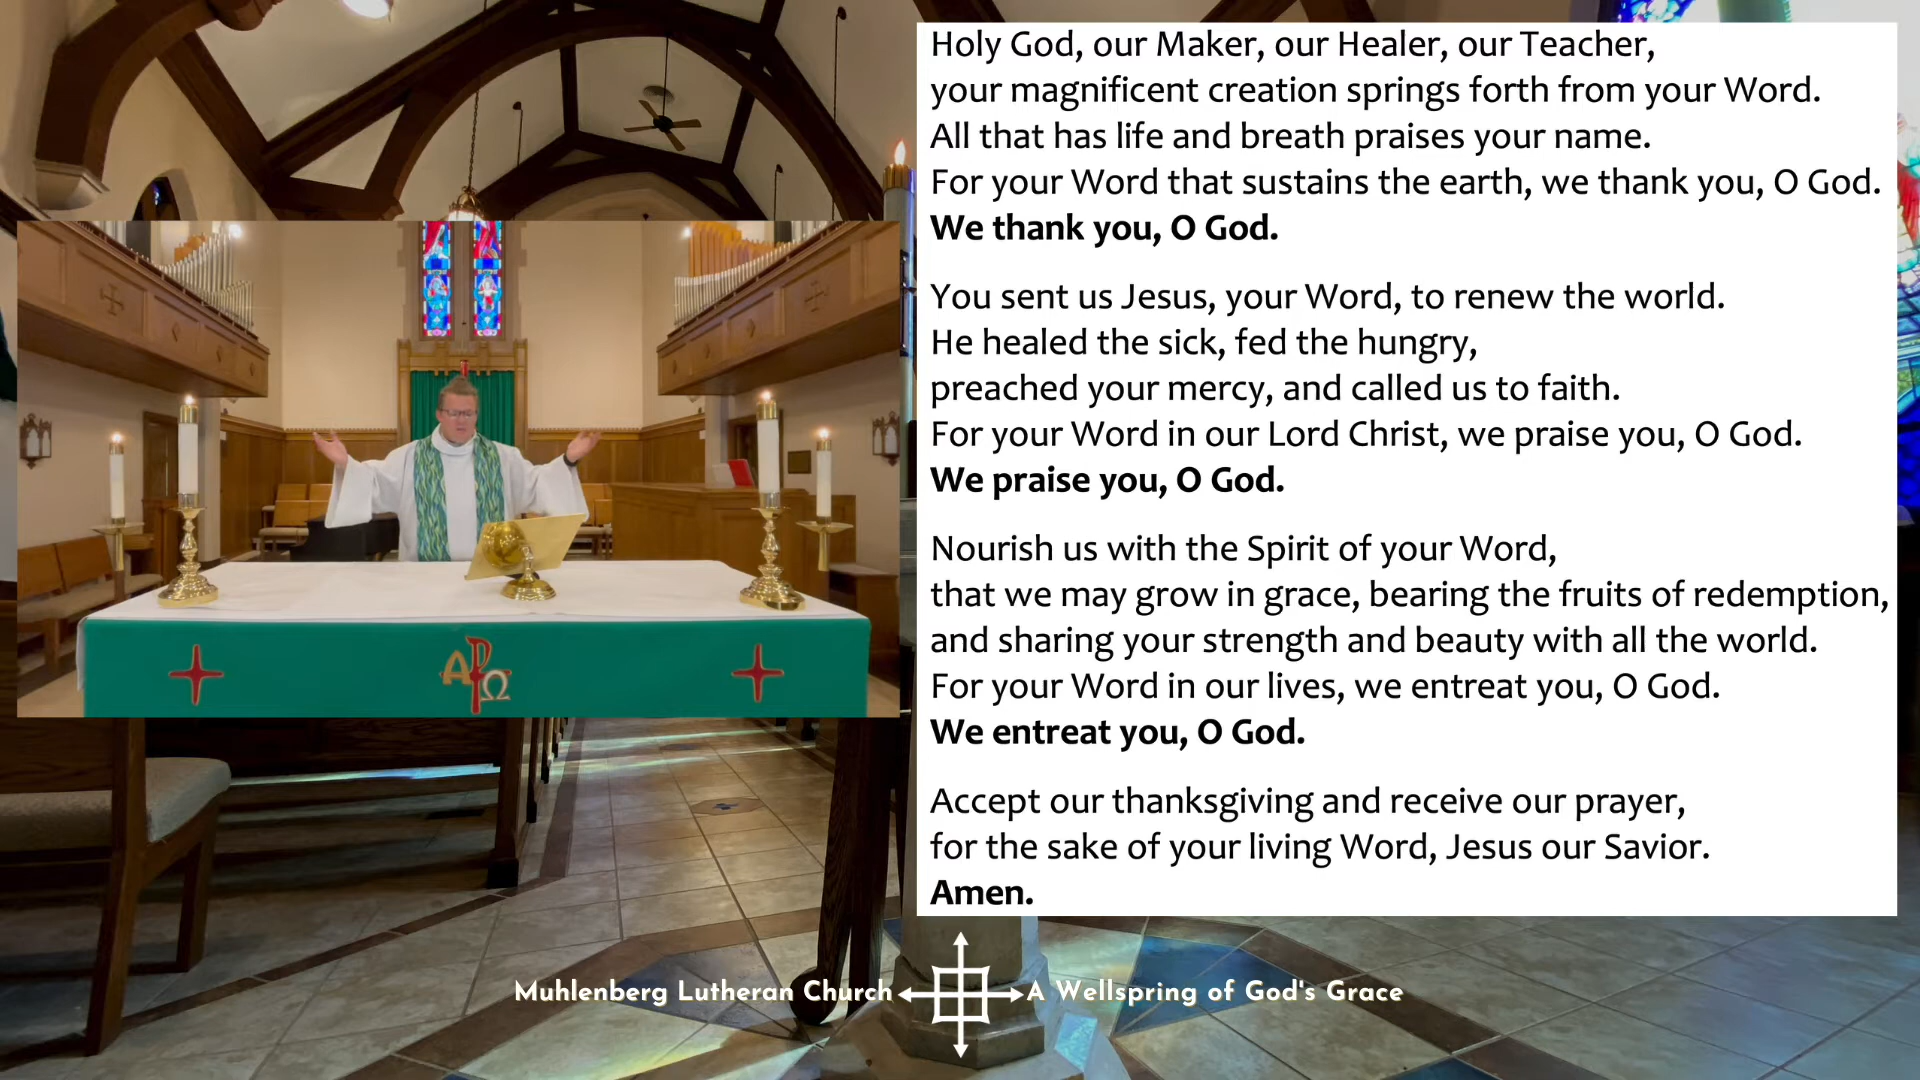 Holy God, our Maker, our Healer, our Teacher,
your magnificent creation springs forth from your Word.
All that has life and breath praises your name.
For your Word that sustains the earth, we thank you, O God.
We thank you, O God.
You sent us Jesus, your Word, to renew the world.
He healed the sick, fed the hungry,
preached your mercy, and called us to faith.
For your Word in our Lord Christ, we praise you, O God.
We praise you, O God.
Nourish us with the Spirit of your Word,
that we may grow in grace, bearing the fruits of redemption,
and sharing your strength and beauty with all the world.
For your Word in our lives, we entreat you, O God.
We entreat you, O God.
Accept our thanksgiving and receive our prayer,
for the sake of your living Word, Jesus our Savior.
Amen.
ΑΡΩ
Muhlenberg Lutheran Church A Wellspring of God's Grace